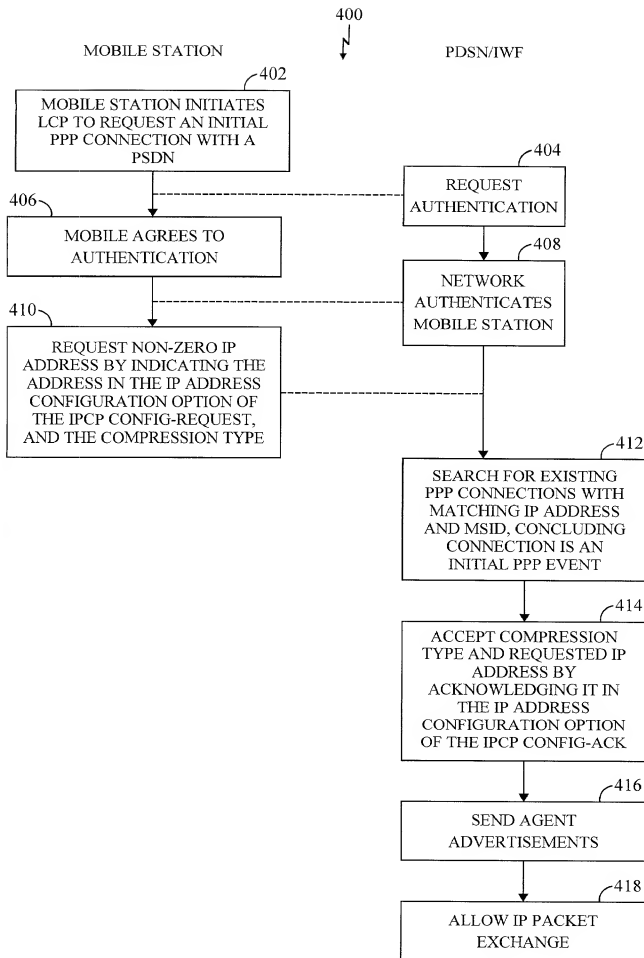 400
MOBILE STATION
PDSN/IWF
402
MOBILE STATION INITIATES
LCP TO REQUEST AN INITIAL
PPP CONNECTION WITH A
PSDN
404
REQUEST
AUTHENTICATION
406
MOBILE AGREES TO
AUTHENTICATION
408
NETWORK
AUTHENTICATES
MOBILE STATION
410
REQUEST NON-ZERO IP
ADDRESS BY INDICATING THE
ADDRESS IN THE IP ADDRESS
CONFIGURATION OPTION OF
THE IPCP CONFIG-REQUEST,
AND THE COMPRESSION TYPE
412
SEARCH FOR EXISTING
PPP CONNECTIONS WITH
MATCHING IP ADDRESS
AND MSID, CONCLUDING
CONNECTION IS AN
INITIAL PPP EVENT
414
ACCEPT COMPRESSION
TYPE AND REQUESTED IP
ADDRESS BY
ACKNOWLEDGING IT IN
THE IP ADDRESS
CONFIGURATION OPTION
OF THE IPCP CONFIG-ACK
416
SEND AGENT
ADVERTISEMENTS
418
ALLOW IP PACKET
EXCHANGE